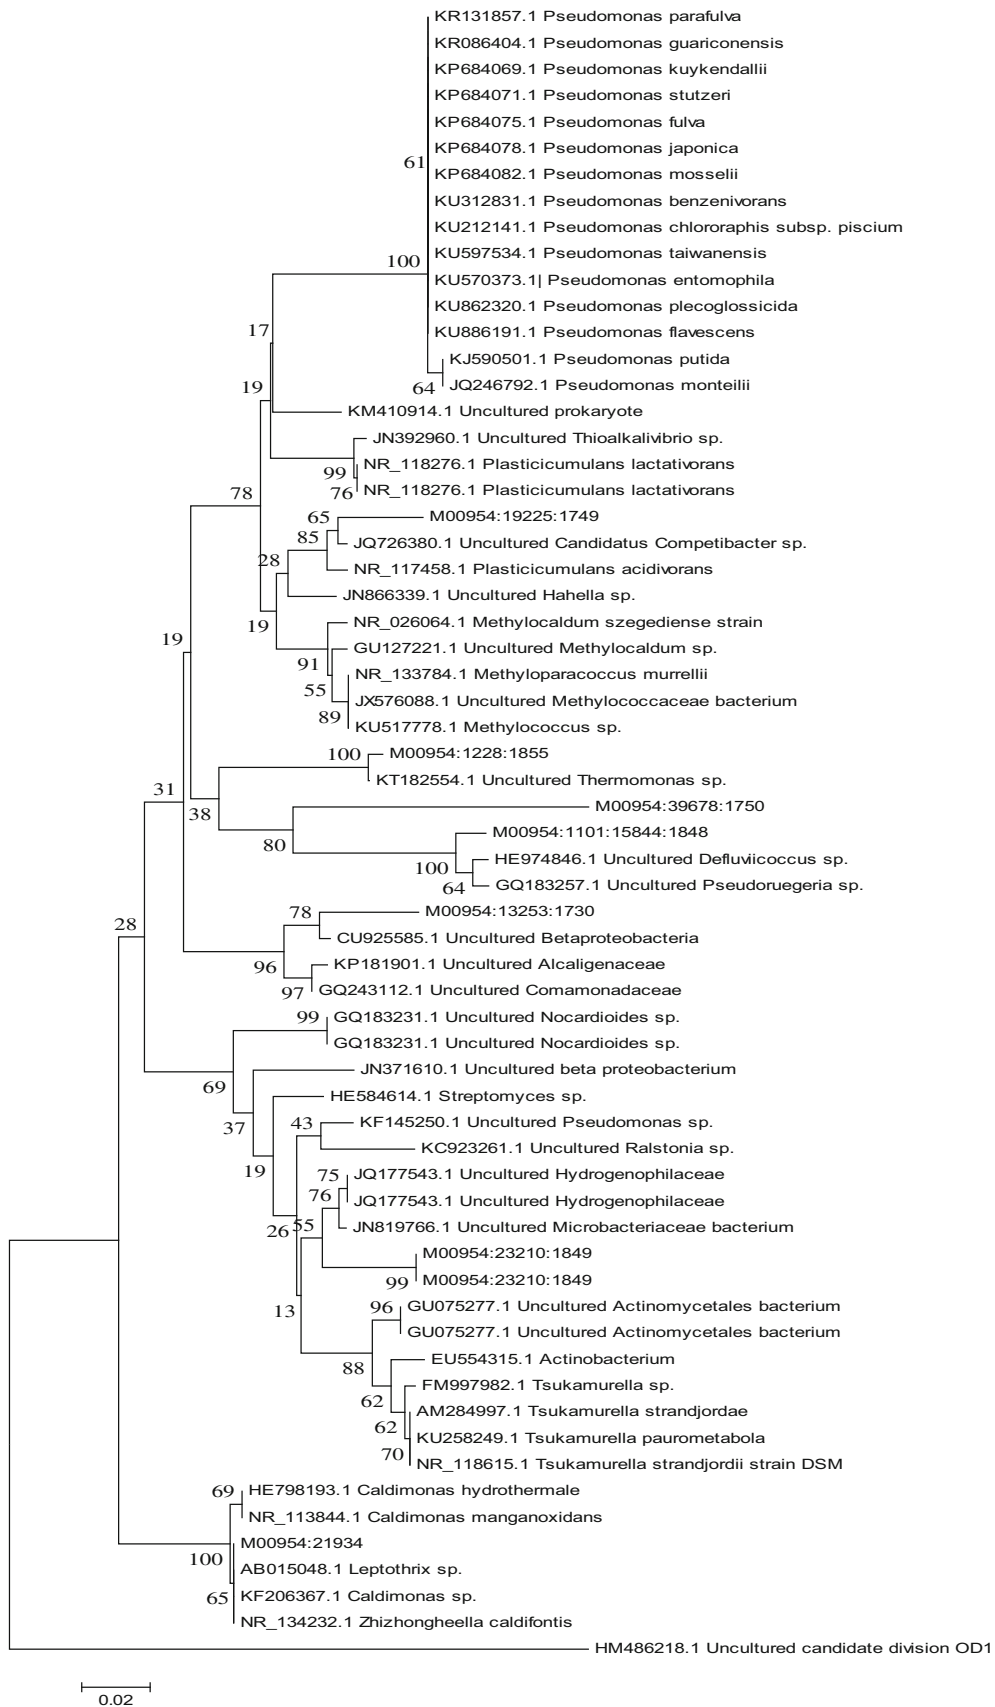 KR131857.1 Pseudomonas parafulva
KR086404.1 Pseudomonas guariconensis
KP684069.1 Pseudomonas kuykendallii
KP684071.1 Pseudomonas stutzeri
KP684075.1 Pseudomonas fulva
KP684078.1 Pseudomonas japonica
61
KP684082.1 Pseudomonas mosselii
KU312831.1 Pseudomonas benzenivorans
KU212141.1 Pseudomonas chlororaphis subsp. piscium
KU597534.1 Pseudomonas taiwanensis
100
KU570373.1| Pseudomonas entomophila
KU862320.1 Pseudomonas plecoglossicida
17
KU886191.1 Pseudomonas flavescens
KJ590501.1 Pseudomonas putida
19
64
JQ246792.1 Pseudomonas monteilii
KM410914.1 Uncultured prokaryote
JN392960.1 Uncultured Thioalkalivibrio sp.
NR_118276.1 Plasticicumulans lactativorans
99
76
NR_118276.1 Plasticicumulans lactativorans
78
65
M00954:19225:1749
85
JQ726380.1 Uncultured Candidatus Competibacter sp.
28
NR_117458.1 Plasticicumulans acidivorans
JN866339.1 Uncultured Hahella sp.
19
NR_026064.1 Methylocaldum szegediense strain
19
GU127221.1 Uncultured Methylocaldum sp.
91
NR_133784.1 Methyloparacoccus murrellii
55
JX576088.1 Uncultured Methylococcaceae bacterium
89
KU517778.1 Methylococcus sp.
100
M00954:1228:1855
KT182554.1 Uncultured Thermomonas sp.
31
M00954:39678:1750
38
M00954:1101:15844:1848
80
HE974846.1 Uncultured Defluviicoccus sp.
100
64
GQ183257.1 Uncultured Pseudoruegeria sp.
78
M00954:13253:1730
28
CU925585.1 Uncultured Betaproteobacteria
96
KP181901.1 Uncultured Alcaligenaceae
97
GQ243112.1 Uncultured Comamonadaceae
99
GQ183231.1 Uncultured Nocardioides sp.
GQ183231.1 Uncultured Nocardioides sp.
JN371610.1 Uncultured beta proteobacterium
69
HE584614.1 Streptomyces sp.
37
43
KF145250.1 Uncultured Pseudomonas sp.
KC923261.1 Uncultured Ralstonia sp.
19
75
JQ177543.1 Uncultured Hydrogenophilaceae
76
JQ177543.1 Uncultured Hydrogenophilaceae
26
55
JN819766.1 Uncultured Microbacteriaceae bacterium
M00954:23210:1849
99
M00954:23210:1849
13
96
GU075277.1 Uncultured Actinomycetales bacterium
GU075277.1 Uncultured Actinomycetales bacterium
88
EU554315.1 Actinobacterium
FM997982.1 Tsukamurella sp.
62
AM284997.1 Tsukamurella strandjordae
62
KU258249.1 Tsukamurella paurometabola
70
NR_118615.1 Tsukamurella strandjordii strain DSM
69
HE798193.1 Caldimonas hydrothermale
NR_113844.1 Caldimonas manganoxidans
M00954:21934
100
AB015048.1 Leptothrix sp.
65
KF206367.1 Caldimonas sp.
NR_134232.1 Zhizhongheella caldifontis
HM486218.1 Uncultured candidate division OD1
0.02